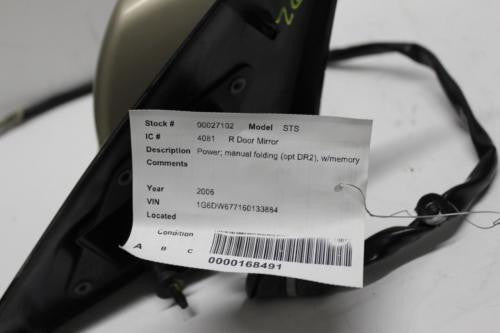 Stock # 00027102 Model STS
IC # 4081 R Door Mirror
Description Power; manual folding (opt DR2), w/memory
Comments
Year 2006
VIN 1G6DW677160133884
Located
Condition
A B C
0000168491